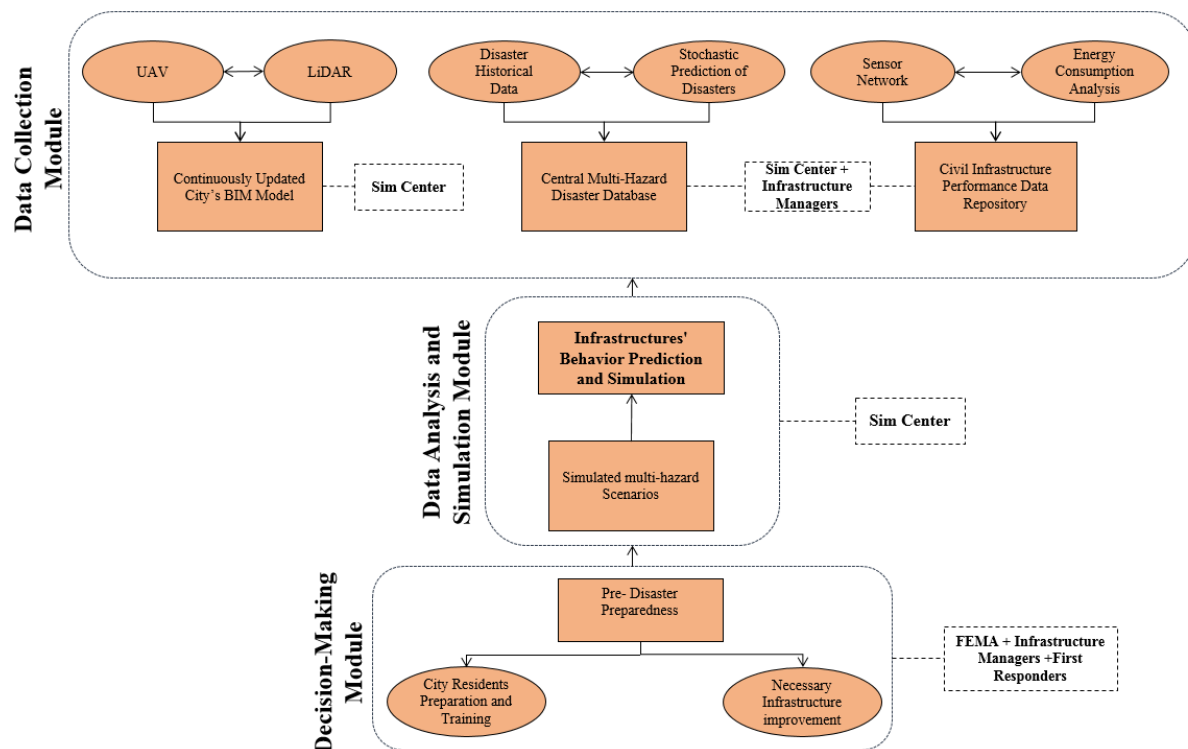 Data Collection
Module
UAV
LiDAR
Disaster
Historical
Data
Stochastic
Prediction of
Disasters
Sensor
Network
Energy
Consumption
Analysis
Continuously Updated
City’s BIM Model
Sim Center
Central Multi-Hazard
Disaster Database
Sim Center +
Infrastructure
Managers
Civil Infrastructure
Performance Data
Repository
Data Analysis and
Simulation Module
Infrastructures'
Behavior Prediction
and Simulation
Simulated multi-hazard
Scenarios
Sim Center
Decision-Making
Module
Pre- Disaster
Preparedness
City Residents
Preparation and
Training
Necessary
Infrastructure
improvement
FEMA + Infrastructure
Managers +First
Responders